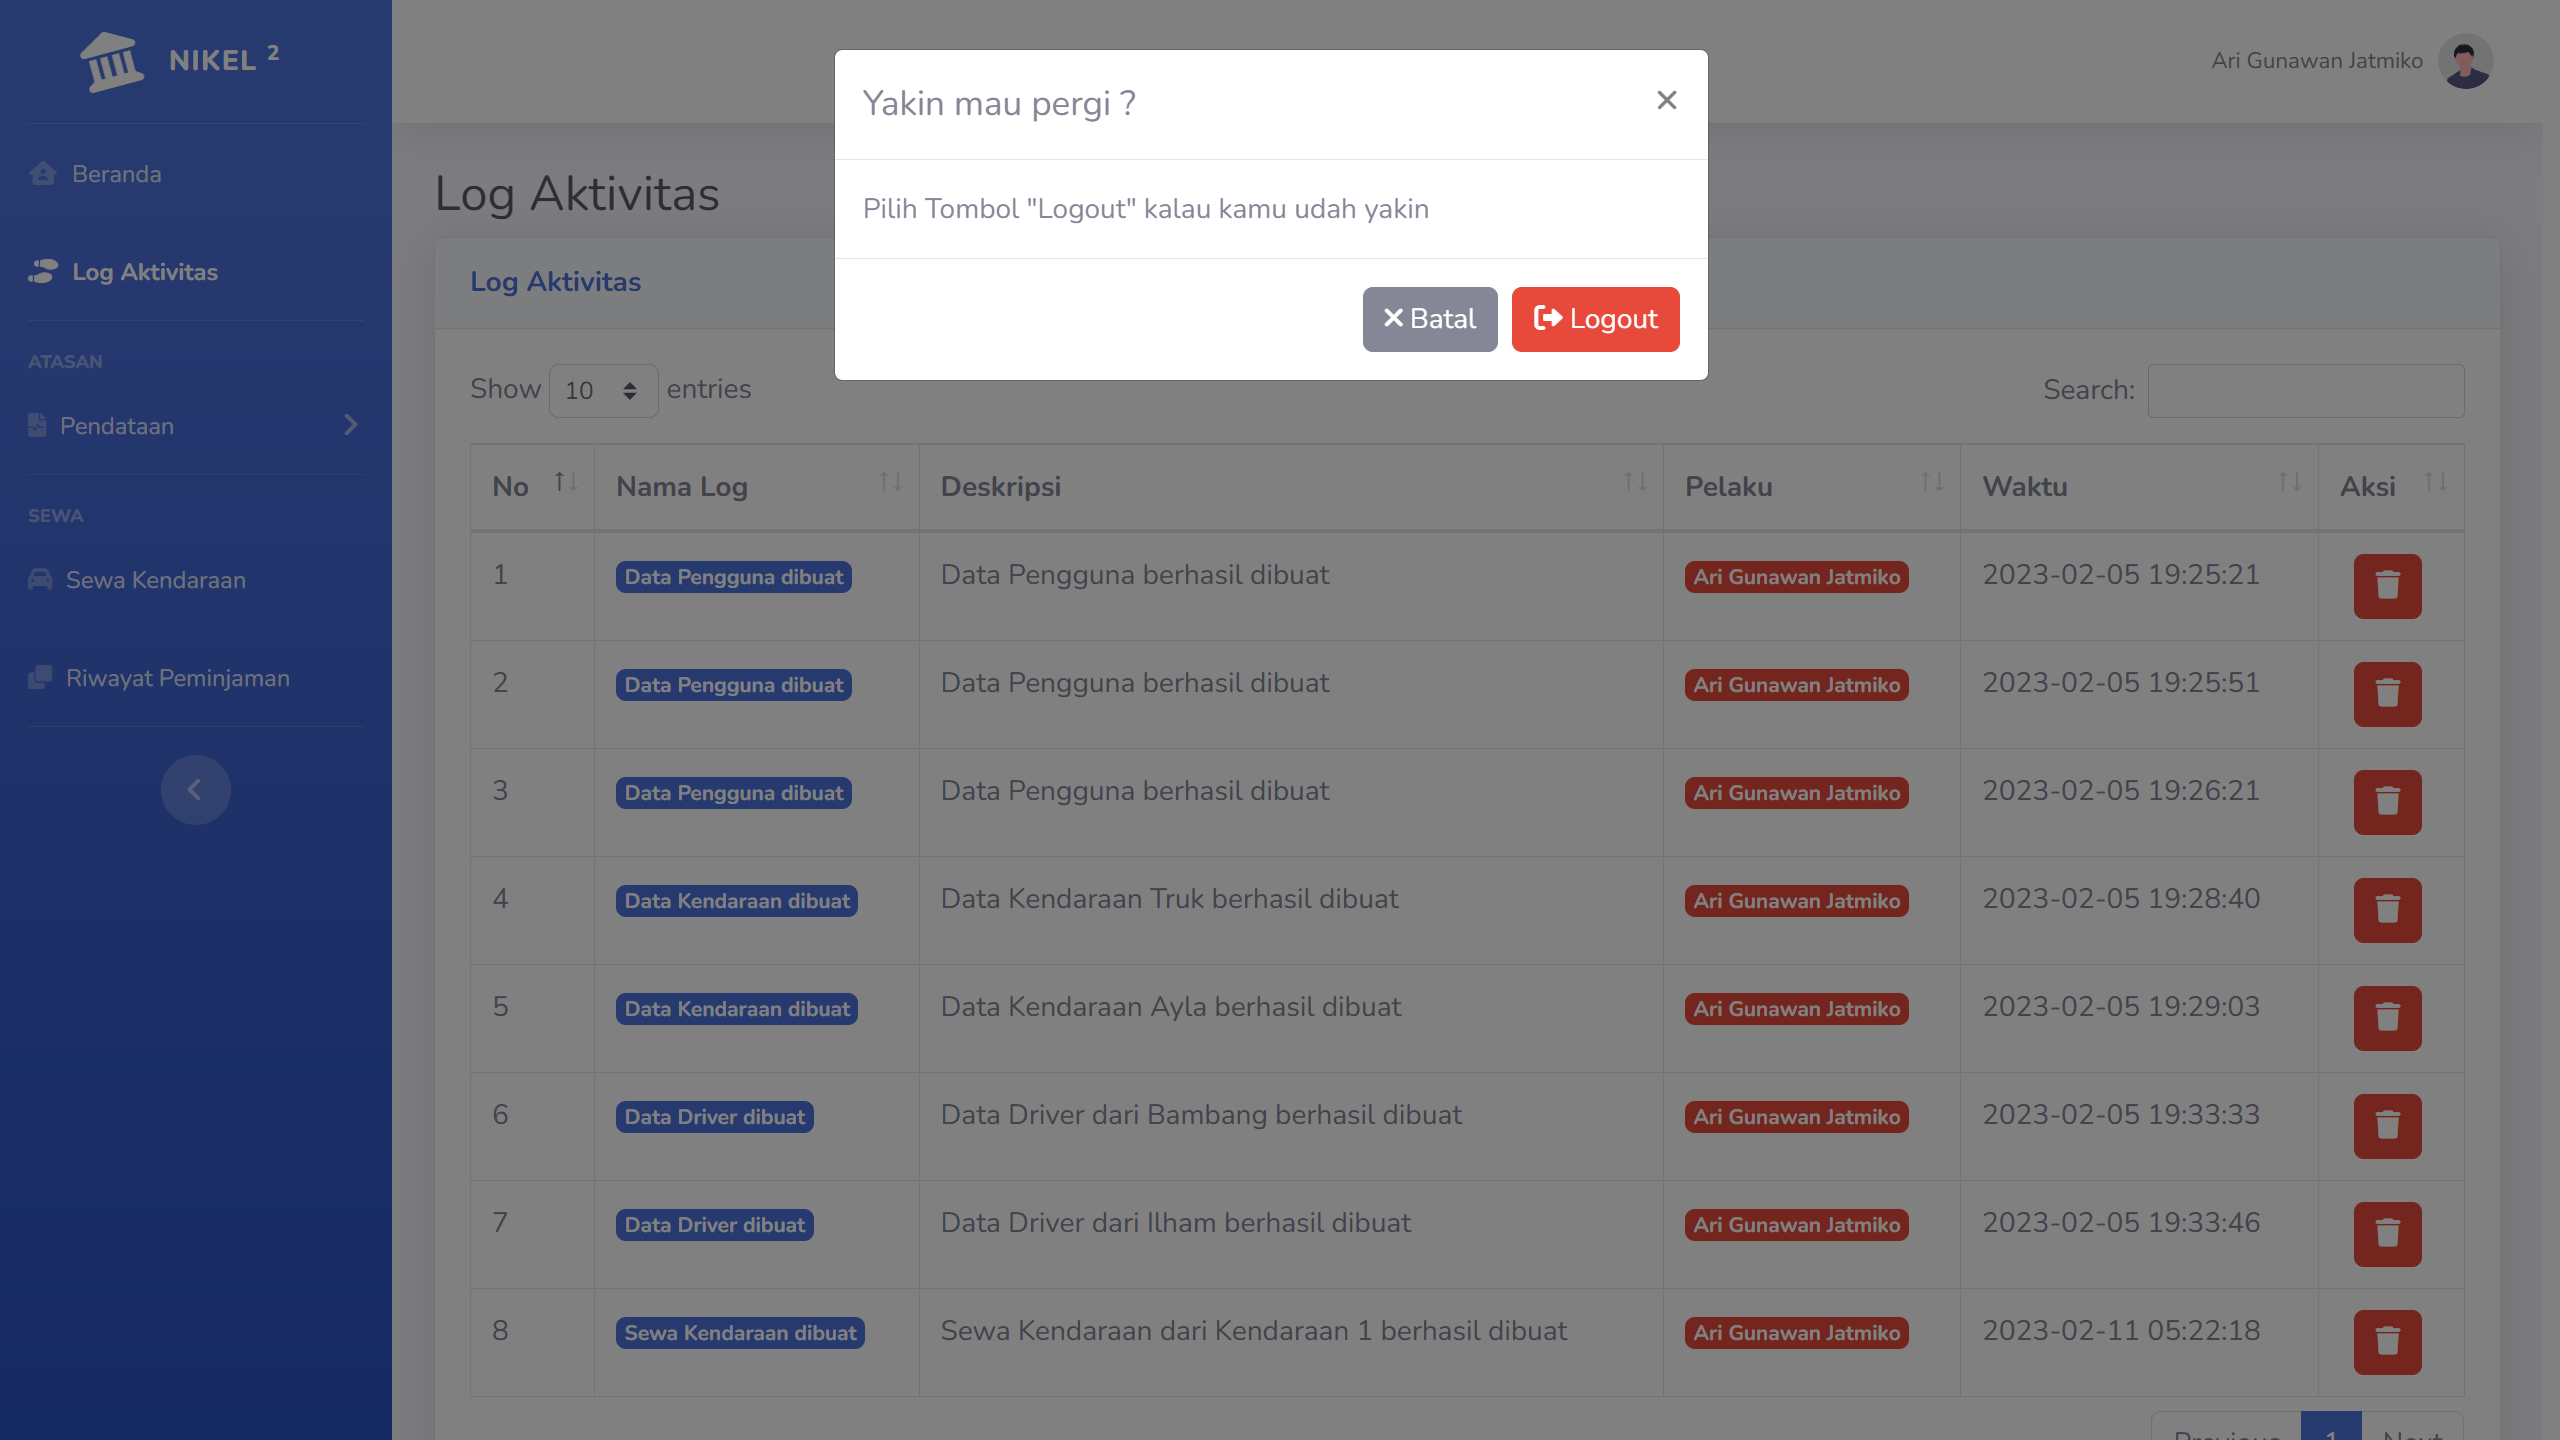 NIKEL 2
Beranda
Log Aktivitas
ATASAN
Pendataan
SEWA
Sewa Kendaraan
Riwayat Peminjaman
Ari Gunawan Jatmiko
Yakin mau pergi ?
Pilih Tombol "Logout" kalau kamu udah yakin
Batal Logout
Log Aktivitas
Log Aktivitas
Show 10 entries Search:
No Nama Log Deskripsi Pelaku Waktu Aksi
1 Data Pengguna dibuat Data Pengguna berhasil dibuat Ari Gunawan Jatmiko 2023-02-05 19:25:21
2 Data Pengguna dibuat Data Pengguna berhasil dibuat Ari Gunawan Jatmiko 2023-02-05 19:25:51
3 Data Pengguna dibuat Data Pengguna berhasil dibuat Ari Gunawan Jatmiko 2023-02-05 19:26:21
4 Data Kendaraan dibuat Data Kendaraan Truk berhasil dibuat Ari Gunawan Jatmiko 2023-02-05 19:28:40
5 Data Kendaraan dibuat Data Kendaraan Ayla berhasil dibuat Ari Gunawan Jatmiko 2023-02-05 19:29:03
6 Data Driver dibuat Data Driver dari Bambang berhasil dibuat Ari Gunawan Jatmiko 2023-02-05 19:33:33
7 Data Driver dibuat Data Driver dari Ilham berhasil dibuat Ari Gunawan Jatmiko 2023-02-05 19:33:46
8 Sewa Kendaraan dibuat Sewa Kendaraan dari Kendaraan 1 berhasil dibuat Ari Gunawan Jatmiko 2023-02-11 05:22:18
Previous 1 Next